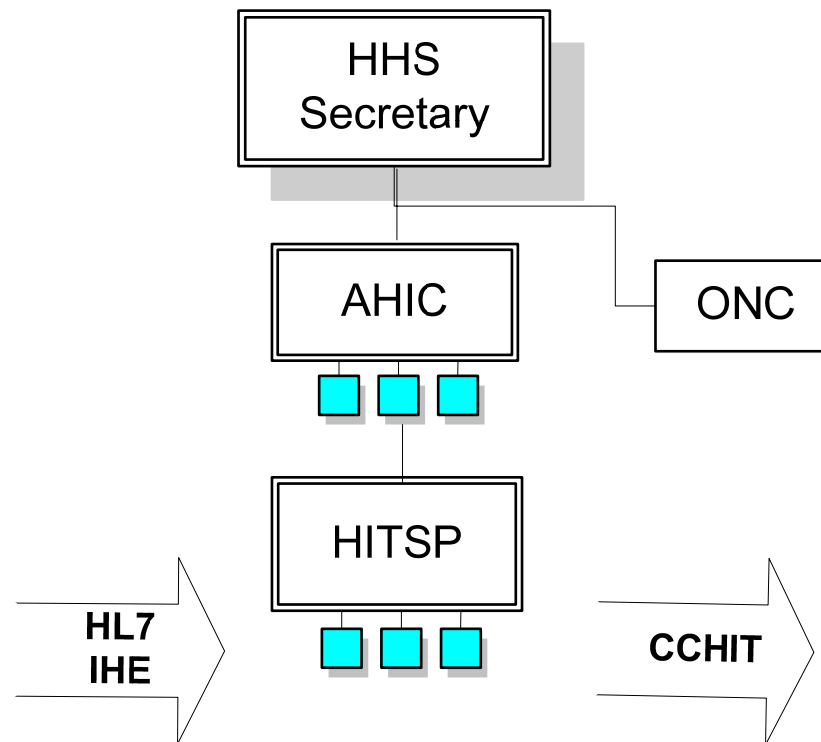 HHS
Secretary
AHIC
ONC
HITSP
HL7
IHE
CCHIT